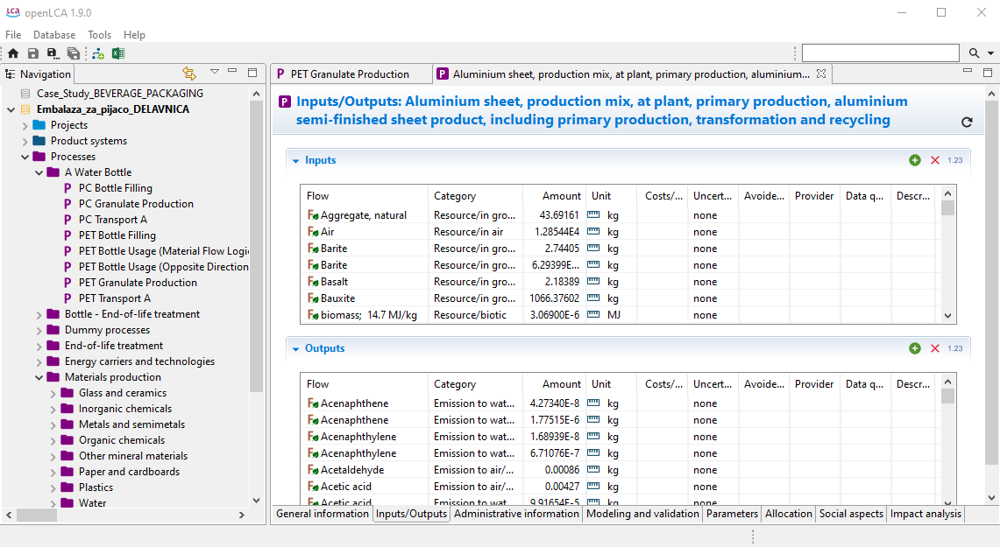 LCA openLCA 1.9.0
File Database Tools Help
Navigation
Case_Study_BEVERAGE_PACKAGING
Embalaza_za_pijaco_DELAVNICA
Projects
Product systems
Processes
A Water Bottle
P PC Bottle Filling
P PC Granulate Production
P PC Transport A
P PET Bottle Filling
P PET Bottle Usage (Material Flow Logi
P PET Bottle Usage (Opposite Direction
P PET Granulate Production
P PET Transport A
Bottle - End-of-life treatment
Dummy processes
End-of-life treatment
Energy carriers and technologies
Materials production
Glass and ceramics
Inorganic chemicals
Metals and semimetals
Organic chemicals
Other mineral materials
Paper and cardboards
Plastics
Water
P PET Granulate Production P Aluminium sheet, production mix, at plant, primary production, aluminium...
P Inputs/Outputs: Aluminium sheet, production mix, at plant, primary production, aluminium
semi-finished sheet product, including primary production, transformation and recycling
Inputs 1.23
Flow Category Amount Unit Costs/... Uncert... Avoide... Provider Data q... Descr...
Aggregate, natural Resource/in gro... 43.69161 kg none
Air Resource/in air 1.28544E4 kg none
Barite Resource/in gro... 2.74405 kg none
Barite Resource/in gro... 6.29399E... kg none
Basalt Resource/in gro... 2.18389 kg none
Bauxite Resource/in gro... 1066.37602 kg none
biomass; 14.7 MJ/kg Resource/biotic 3.06900E-6 MJ none
Outputs 1.23
Flow Category Amount Unit Costs/... Uncert... Avoide... Provider Data q... Descr...
Acenaphthene Emission to wat... 4.27340E-8 kg none
Acenaphthene Emission to wat... 1.77515E-6 kg none
Acenaphthylene Emission to wat... 1.68939E-8 kg none
Acenaphthylene Emission to wat... 6.71076E-7 kg none
Acetaldehyde Emission to air/... 0.00086 kg none
Acetic acid Emission to air/... 0.00427 kg none
Acetic acid Emission to wat... 9.91654E-5 kg none
General information Inputs/Outputs Administrative information Modeling and validation Parameters Allocation Social aspects Impact analysis